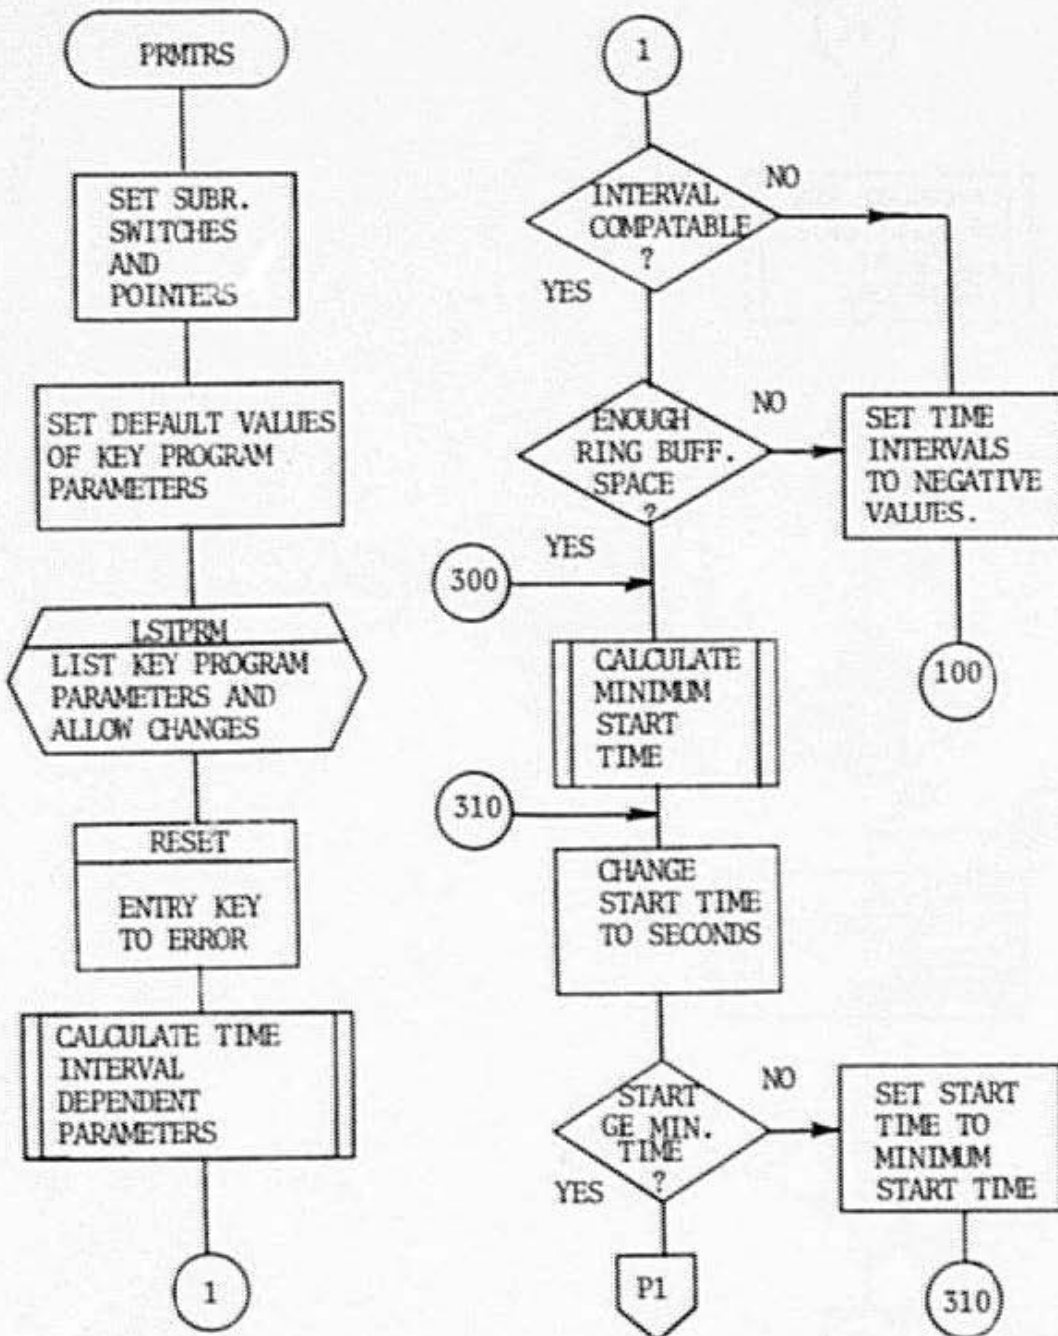 PRMTRS
SET SUBR.
SWITCHES
AND
POINTERS
SET DEFAULT VALUES
OF KEY PROGRAM
PARAMETERS
LSTPRM
LIST KEY PROGRAM
PARAMETERS AND
ALLOW CHANGES
RESET
ENTRY KEY
TO ERROR
CALCULATE TIME
INTERVAL
DEPENDENT
PARAMETERS
1
1
INTERVAL
COMPATABLE
?
NO
YES
ENOUGH
RING BUFF.
SPACE
?
NO
YES
SET TIME
INTERVALS
TO NEGATIVE
VALUES.
100
300
CALCULATE
MINIMUM
START
TIME
310
CHANGE
START TIME
TO SECONDS
START
GE MIN.
TIME
?
NO
YES
SET START
TIME TO
MINIMUM
START TIME
310
P1